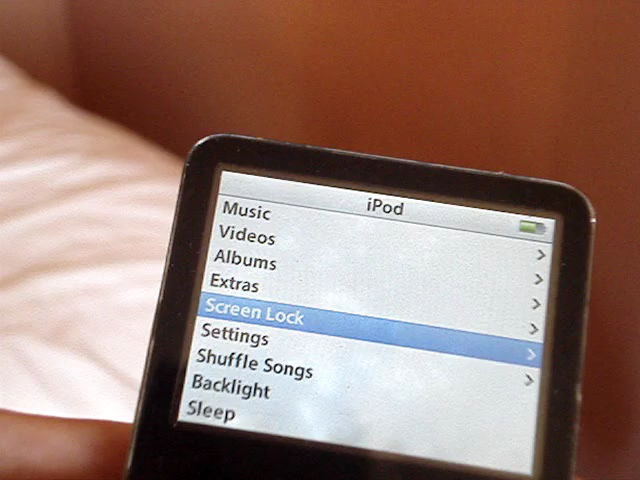 iPod
Music
Videos
Albums
Extras
Screen Lock
Settings
Shuffle Songs
Backlight
Sleep